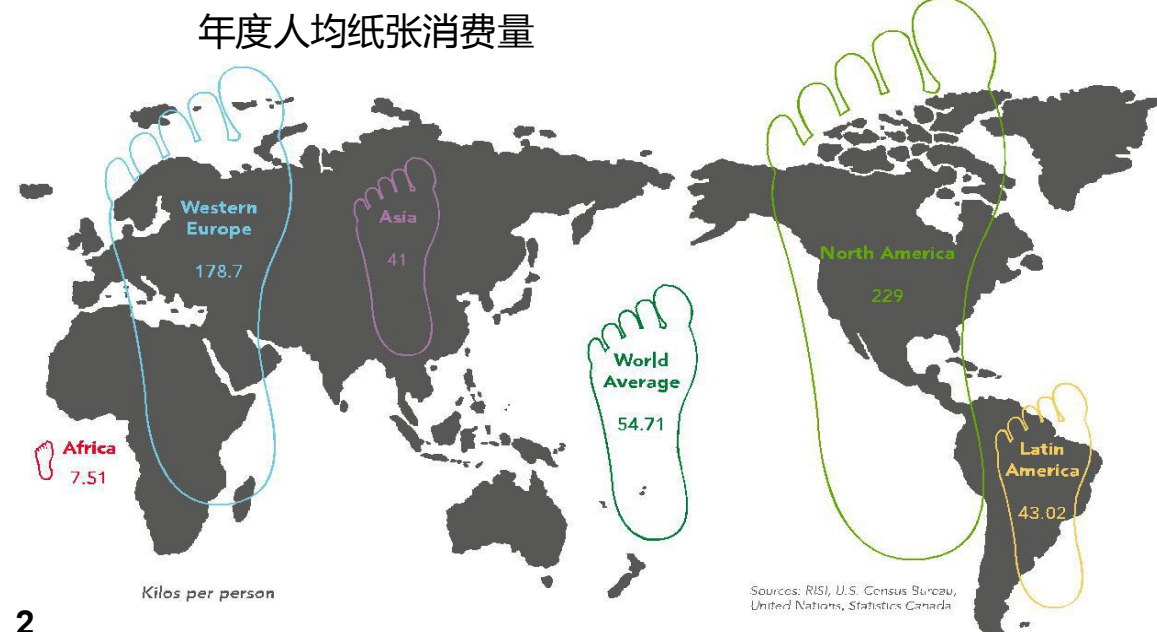 年度人均纸张消费量
Western
Europe
178.7
Asia
41
North America
229
World
Average
54.71
Africa
7.51
Latin
America
43.02
Kilos per person
Sources: RISI, U.S. Census Bureau,
United Nations, Statistics Canada
2